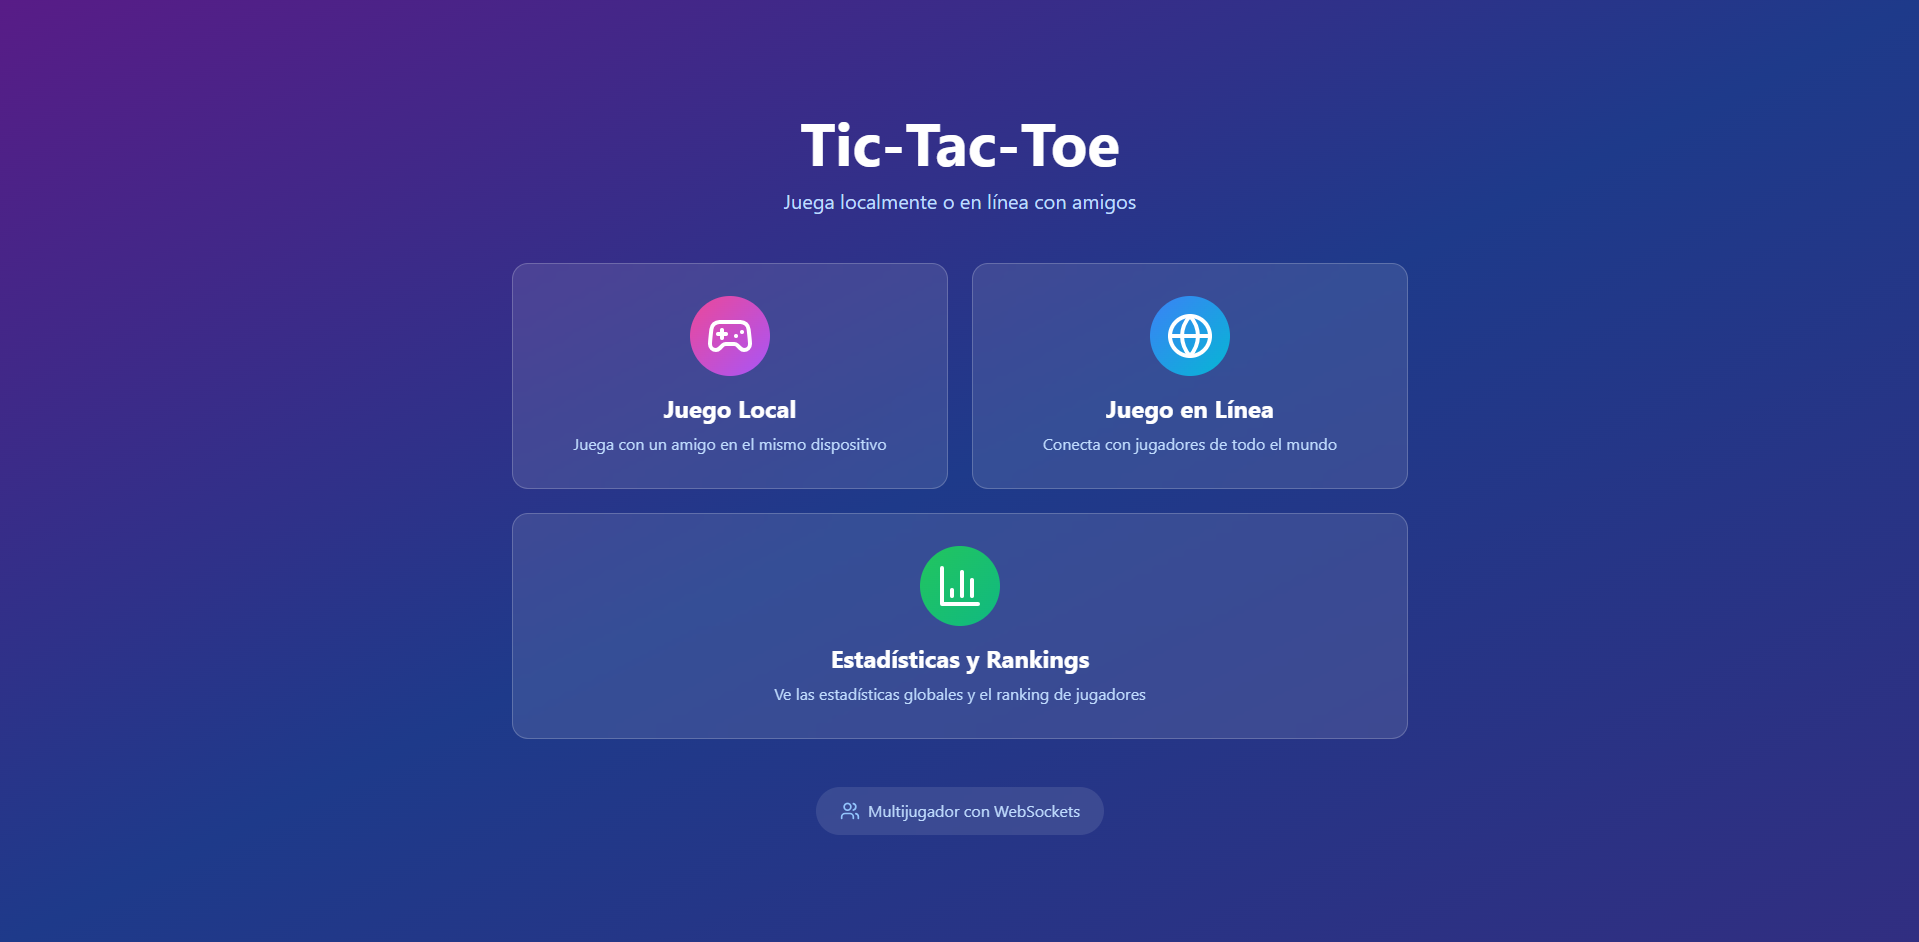 Tic-Tac-Toe
Juega localmente o en línea con amigos
Juego Local
Juega con un amigo en el mismo dispositivo
Juego en Línea
Conecta con jugadores de todo el mundo
Estadísticas y Rankings
Ve las estadísticas globales y el ranking de jugadores
Multijugador con WebSockets